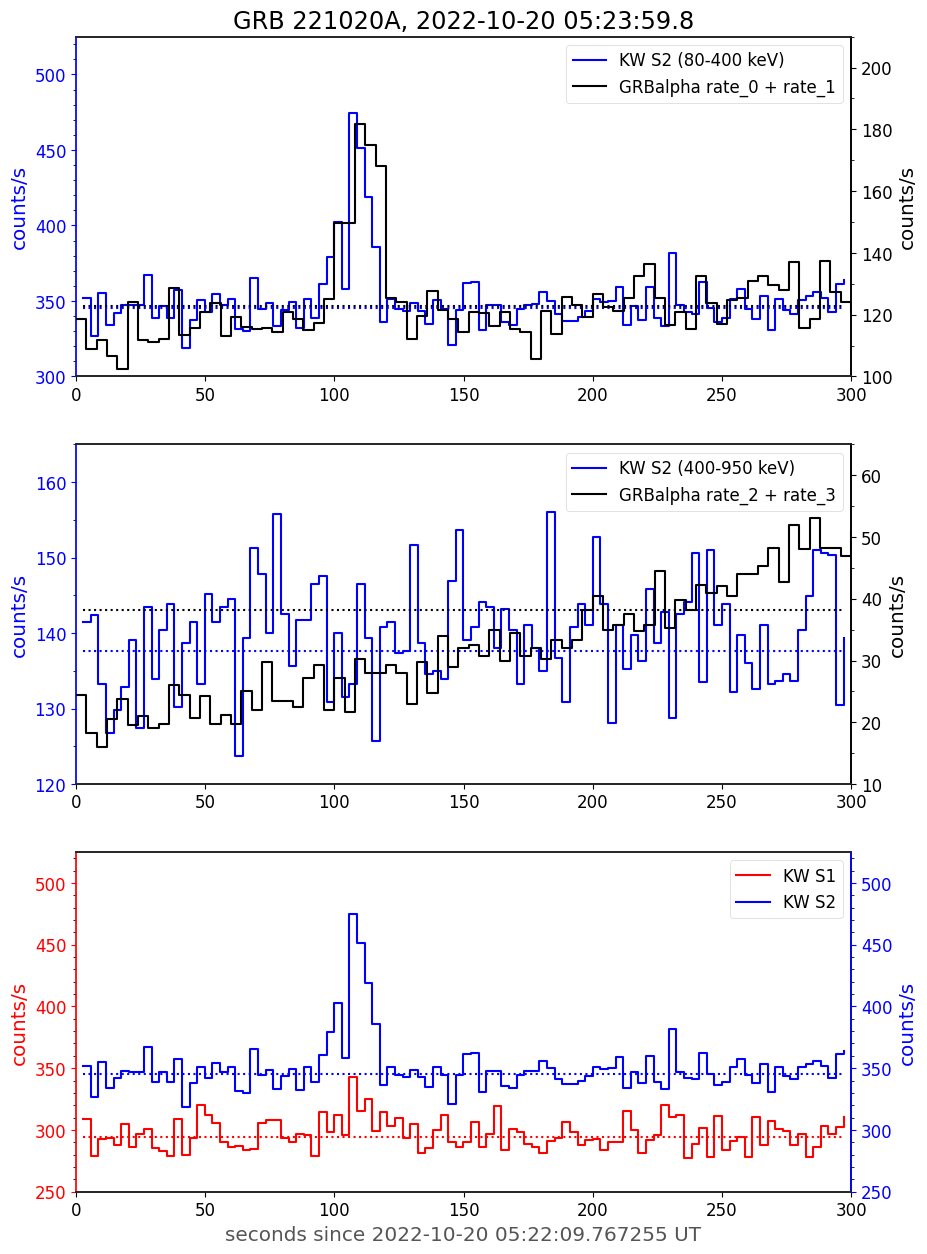 GRB 221020A, 2022-10-20 05:23:59.8
KW S2 (80-400 keV)
GRBalpha rate_0 + rate_1
500
450
400
350
300
counts/s
200
180
160
140
120
100
counts/s
0 50 100 150 200 250 300
KW S2 (400-950 keV)
GRBalpha rate_2 + rate_3
160
150
140
130
120
counts/s
60
50
40
30
20
10
counts/s
0 50 100 150 200 250 300
KW S1
KW S2
500
450
400
350
300
250
counts/s
500
450
400
350
300
250
counts/s
0 50 100 150 200 250 300
seconds since 2022-10-20 05:22:09.767255 UT